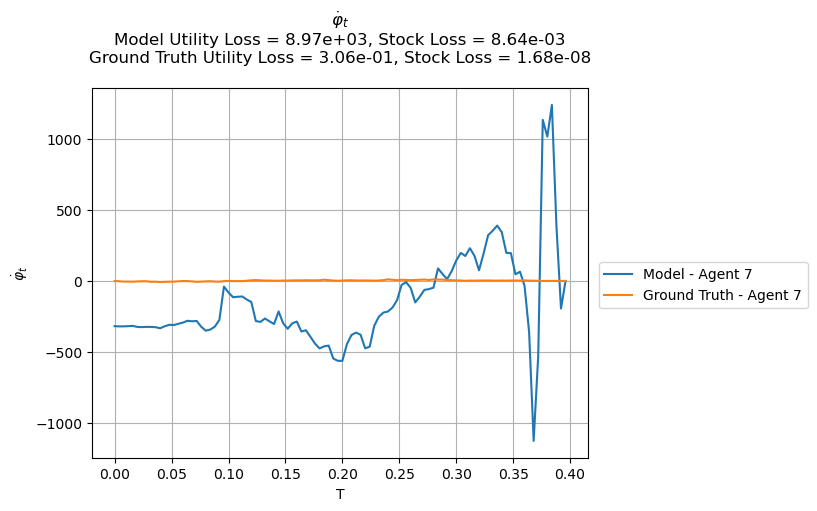 φ̇ₜ
Model Utility Loss = 8.97e+03, Stock Loss = 8.64e-03
Ground Truth Utility Loss = 3.06e-01, Stock Loss = 1.68e-08
1000
500
0
−500
−1000
φ̇ₜ
0.00 0.05 0.10 0.15 0.20 0.25 0.30 0.35 0.40
T
Model - Agent 7
Ground Truth - Agent 7